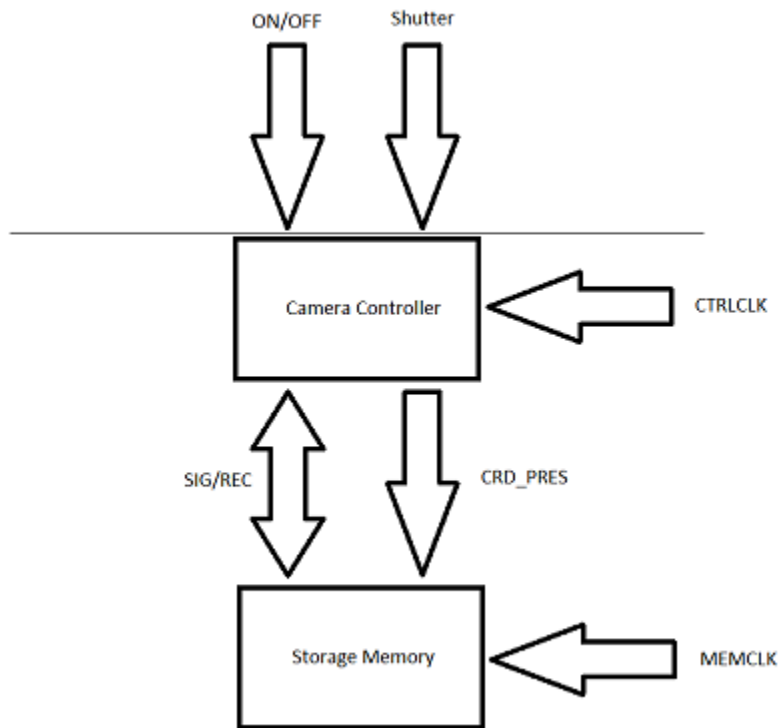 ON/OFF
Shutter
Camera Controller
CTRLCLK
SIG/REC
CRD_PRES
Storage Memory
MEMCLK